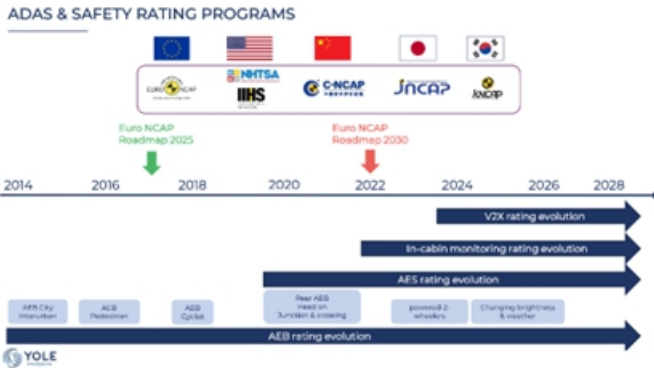 ADAS & SAFETY RATING PROGRAMS
EURO NCAP
NHTSA
IIHS
C-NCAP
JNCAP
KNCAP
Euro NCAP
Roadmap 2025
Euro NCAP
Roadmap 2030
2014 2016 2018 2020 2022 2024 2026 2028
V2X rating evolution
In-cabin monitoring rating evolution
AES rating evolution
AEB City
Interurban
AEB
Pedestrian
AEB
Cyclist
Rear AEB
Head on
Junction & crossing
powered-2-
wheelers
Changing brightness
& weather
AEB rating evolution
YOLE